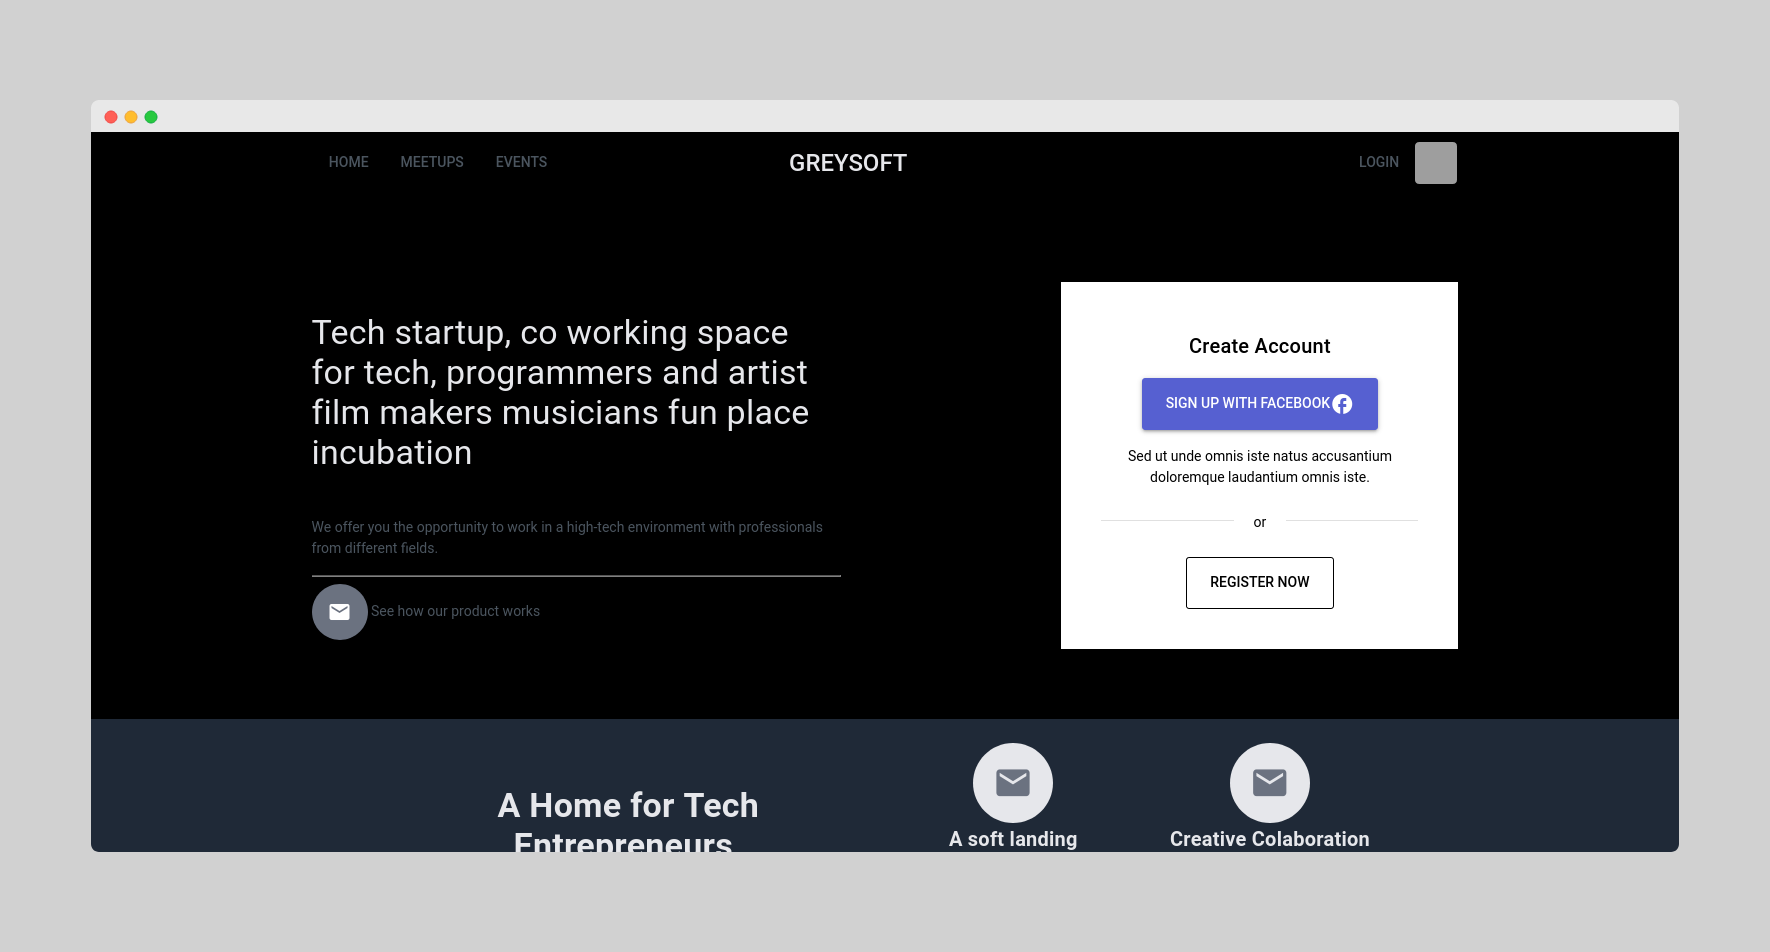 HOME MEETUPS EVENTS GREYSOFT LOGIN
Tech startup, co working space
for tech, programmers and artist
film makers musicians fun place
incubation
We offer you the opportunity to work in a high-tech environment with professionals
from different fields.
See how our product works
Create Account
SIGN UP WITH FACEBOOK
Sed ut unde omnis iste natus accusantium
doloremque laudantium omnis iste.
or
REGISTER NOW
A Home for Tech
Entrepreneurs
A soft landing
Creative Colaboration